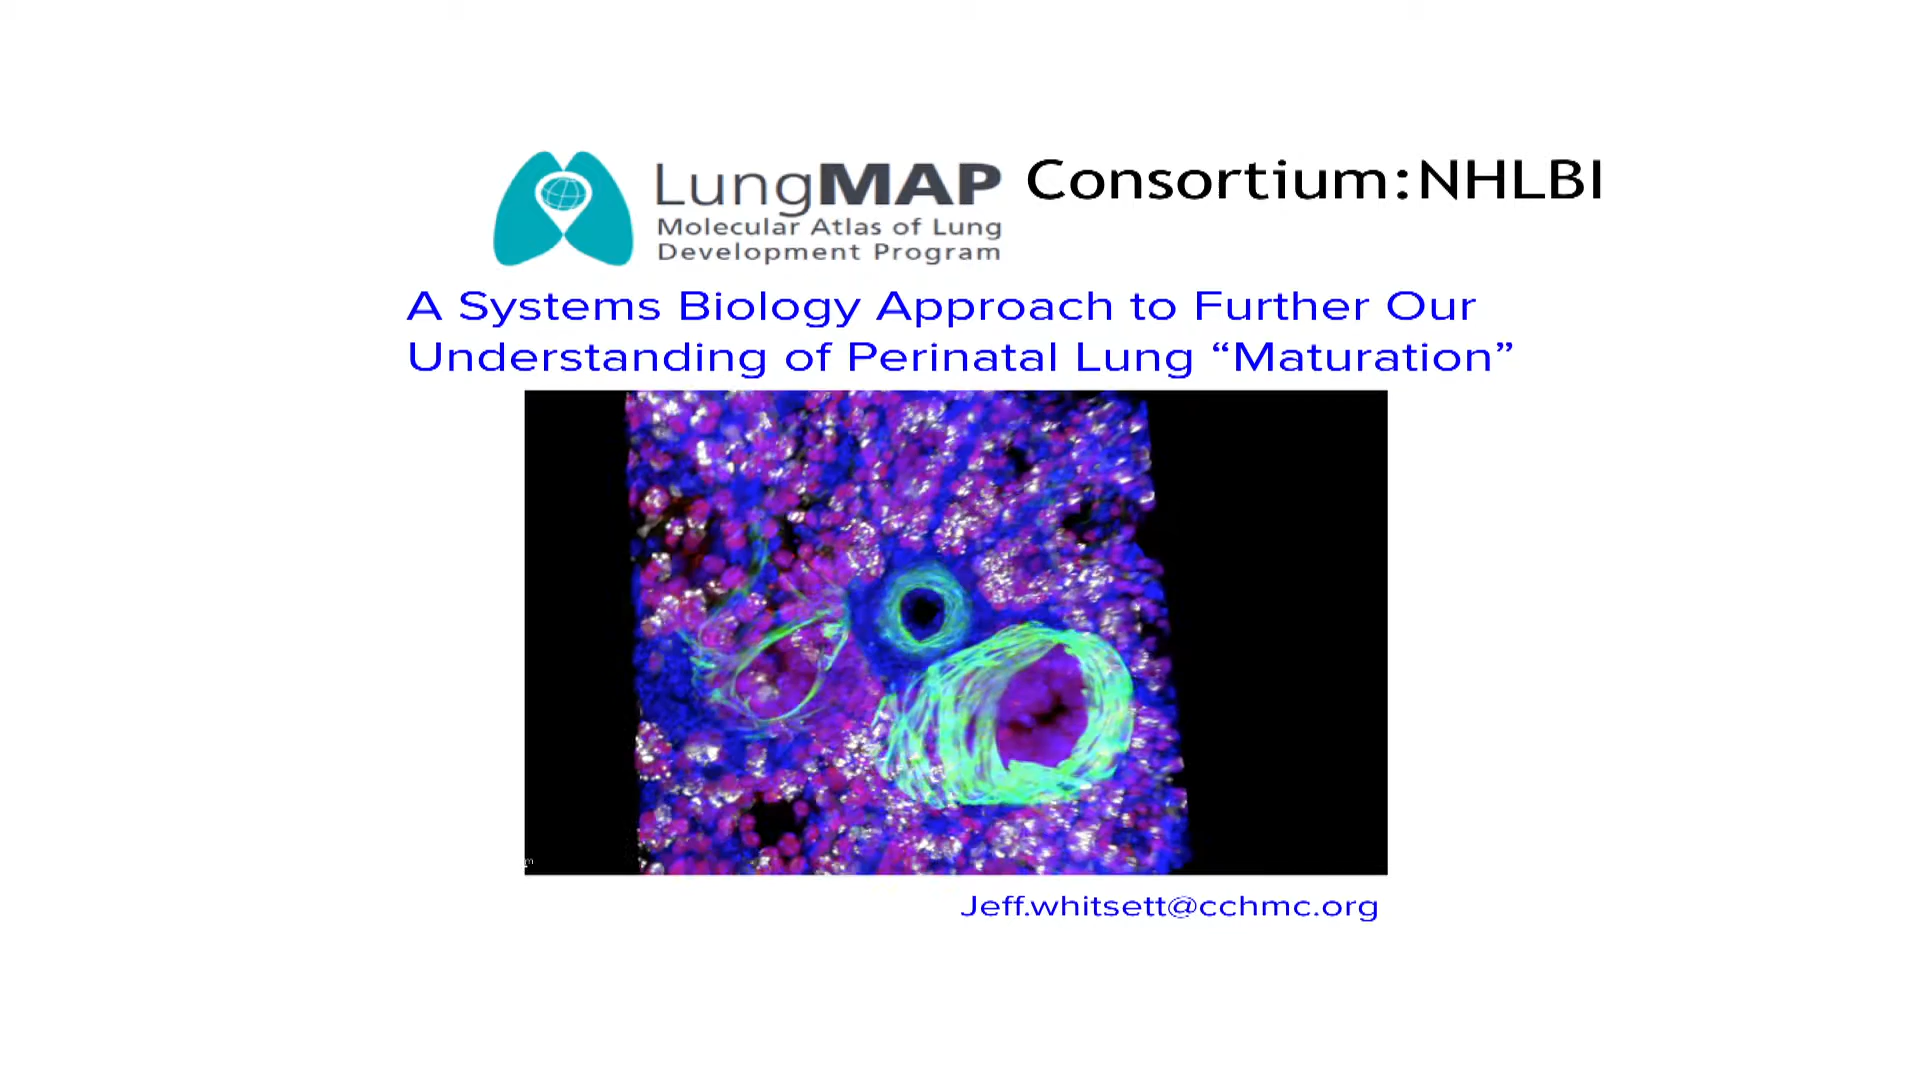 LungMAP Consortium:NHLBI
Molecular Atlas of Lung
Development Program
A Systems Biology Approach to Further Our
Understanding of Perinatal Lung “Maturation”
m
Jeff.whitsett@cchmc.org